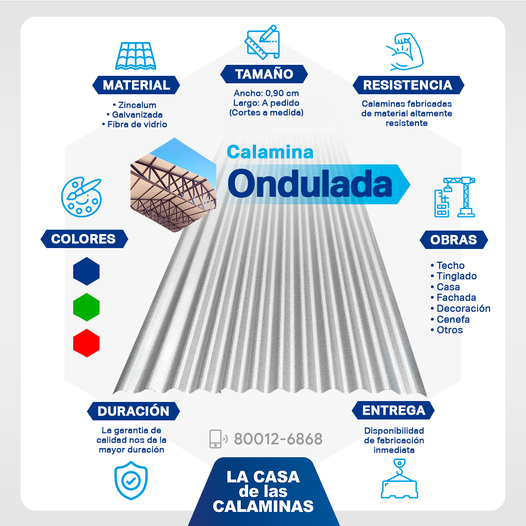 MATERIAL
• Zincalum
• Galvanizada
• Fibra de vidrio
TAMAÑO
Ancho: 0,90 cm
Largo: A pedido
(Cortes a medida)
RESISTENCIA
Calaminas fabricadas
de material altamente
resistente
Calamina
Ondulada
COLORES
OBRAS
• Techo
• Tinglado
• Casa
• Fachada
• Decoración
• Cenefa
• Otros
DURACIÓN
La garantia de
calidad nos da la
mayor duración
80012-6868
ENTREGA
Disponibilidad
de fabricación
inmediata
LA CASA
de las
CALAMINAS